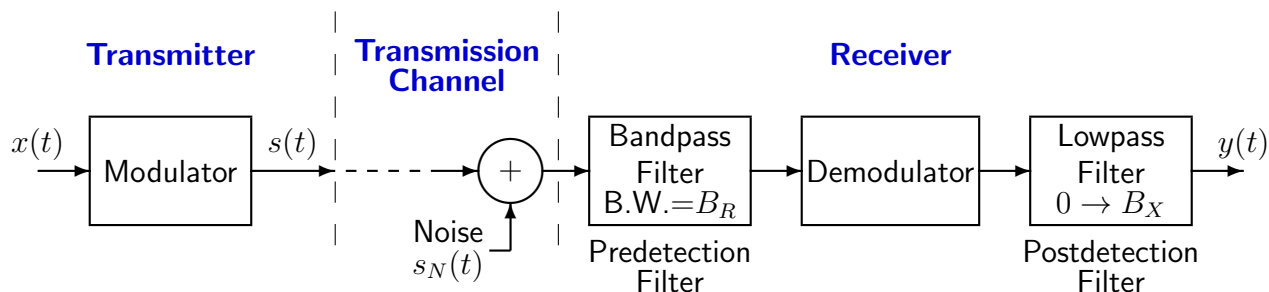 Transmitter
Transmission
Channel
Receiver
x(t)
Modulator
s(t)
+
Noise
s_N(t)
Bandpass
Filter
B.W.=B_R
Predetection
Filter
Demodulator
Lowpass
Filter
0 → B_X
Postdetection
Filter
y(t)